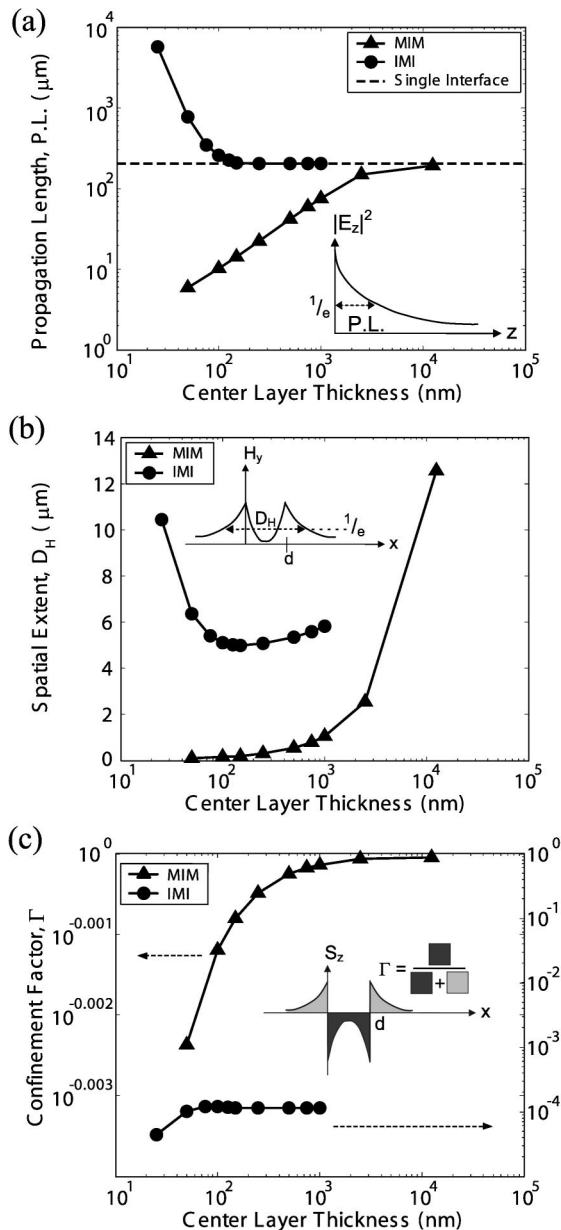 (a)
10^4
10^3
10^2
10^1
10^0
Propagation Length, P.L. (μm)
MIM
IMI
Single Interface
|E_z|^2
1/e
P.L.
z
10^1 10^2 10^3 10^4 10^5
Center Layer Thickness (nm)
(b)
14
12
10
8
6
4
2
0
Spatial Extent, D_H (μm)
MIM
IMI
H_y
D_H
1/e
x
d
10^1 10^2 10^3 10^4 10^5
Center Layer Thickness (nm)
(c)
10^0
10^-0.001
10^-0.002
10^-0.003
Confinement Factor, Γ
MIM
IMI
S_z
Γ =
+
x
d
10^0
10^-1
10^-2
10^-3
10^-4
10^1 10^2 10^3 10^4 10^5
Center Layer Thickness (nm)